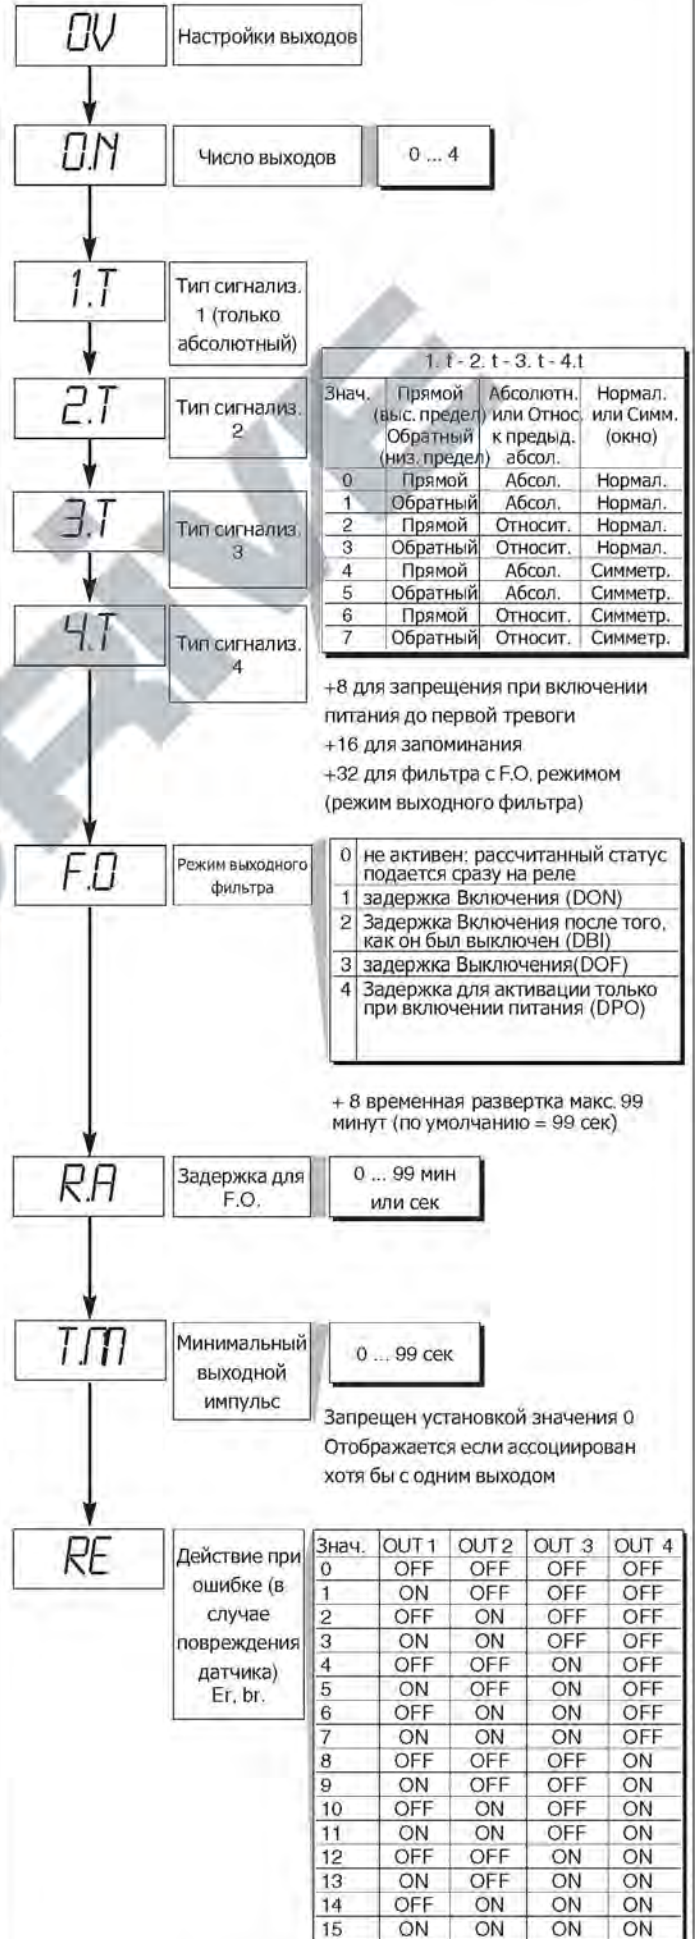 OV
Настройки выходов
O.N
Число выходов
0 ... 4
1.T
Тип сигнализ.
1 (только
абсолютный)
2.T
Тип сигнализ.
2
3.T
Тип сигнализ.
3
4.T
Тип сигнализ.
4
1. t - 2. t - 3. t - 4.t
Знач. Прямой Абсолютн. Нормал.
(выс. предел) или Относ. или Симм.
Обратный к предыд. (окно)
(низ. предел) абсол.
0 Прямой Абсол. Нормал.
1 Обратный Абсол. Нормал.
2 Прямой Относит. Нормал.
3 Обратный Относит. Нормал.
4 Прямой Абсол. Симметр.
5 Обратный Абсол. Симметр.
6 Прямой Относит. Симметр.
7 Обратный Относит. Симметр.
+8 для запрещения при включении
питания до первой тревоги
+16 для запоминания
+32 для фильтра с F.O. режимом
(режим выходного фильтра)
F.O
Режим выходного
фильтра
0 не активен: рассчитанный статус
подается сразу на реле
1 задержка Включения (DON)
2 Задержка Включения после того,
как он был выключен (DBI)
3 задержка Выключения(DOF)
4 Задержка для активации только
при включении питания (DPO)
+ 8 временная развертка макс. 99
минут (по умолчанию = 99 сек)
R.A
Задержка для
F.O.
0 ... 99 мин
или сек
T.M
Минимальный
выходной
импульс
0 ... 99 сек
Запрещен установкой значения 0
Отображается если ассоциирован
хотя бы с одним выходом
RE
Действие при
ошибке (в
случае
повреждения
датчика)
Er, br.
Знач. OUT 1 OUT 2 OUT 3 OUT 4
0 OFF OFF OFF OFF
1 ON OFF OFF OFF
2 OFF ON OFF OFF
3 ON ON OFF OFF
4 OFF OFF ON OFF
5 ON OFF ON OFF
6 OFF ON ON OFF
7 ON ON ON OFF
8 OFF OFF OFF ON
9 ON OFF OFF ON
10 OFF ON OFF ON
11 ON ON OFF ON
12 OFF OFF ON ON
13 ON OFF ON ON
14 OFF ON ON ON
15 ON ON ON ON